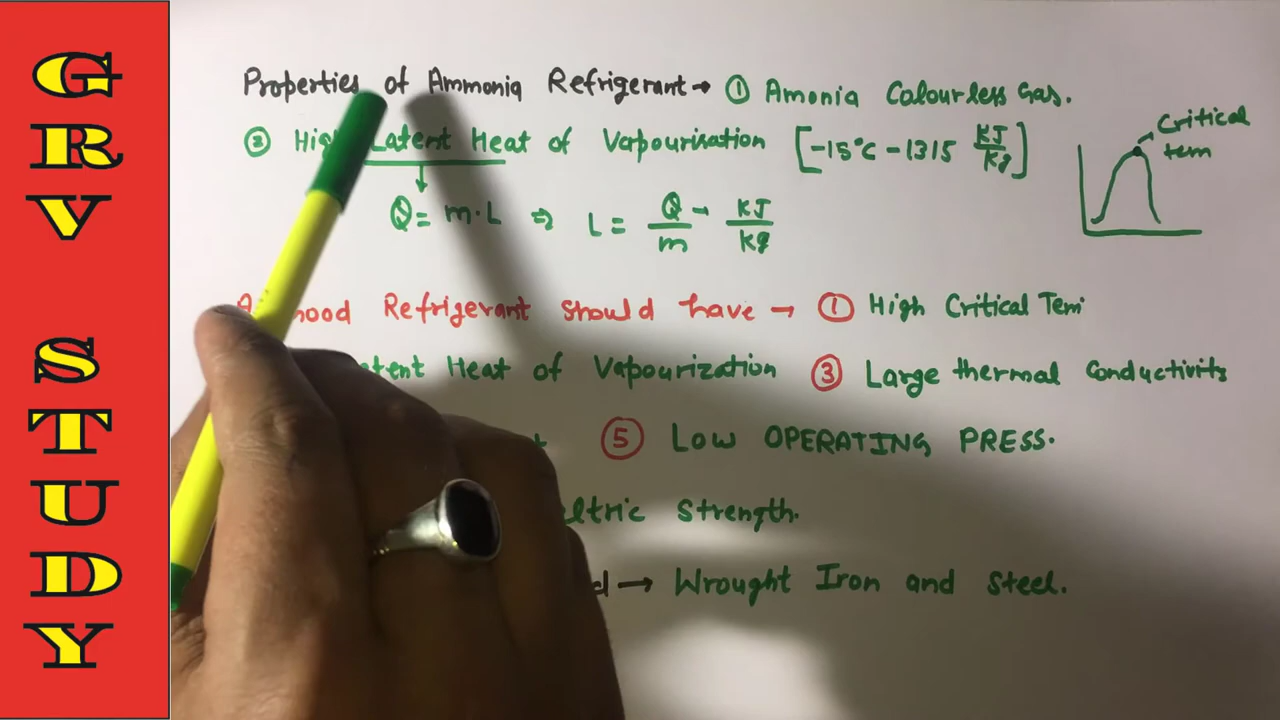 GRV STUDY
Properties of Ammonia Refrigerant → ① Amonia Colourless Gas.
② High Latent Heat of Vapourisation [-15°C - 1315 KJ/Kg]
Critical tem
Q = m·L ⇒ L = Q/m - KJ/kg
Refrigerant should have → ① High Critical Tem
Heat of Vapourization ③ Large thermal Conductivity
⑤ LOW OPERATING PRESS.
Strength.
→ Wrought Iron and Steel.